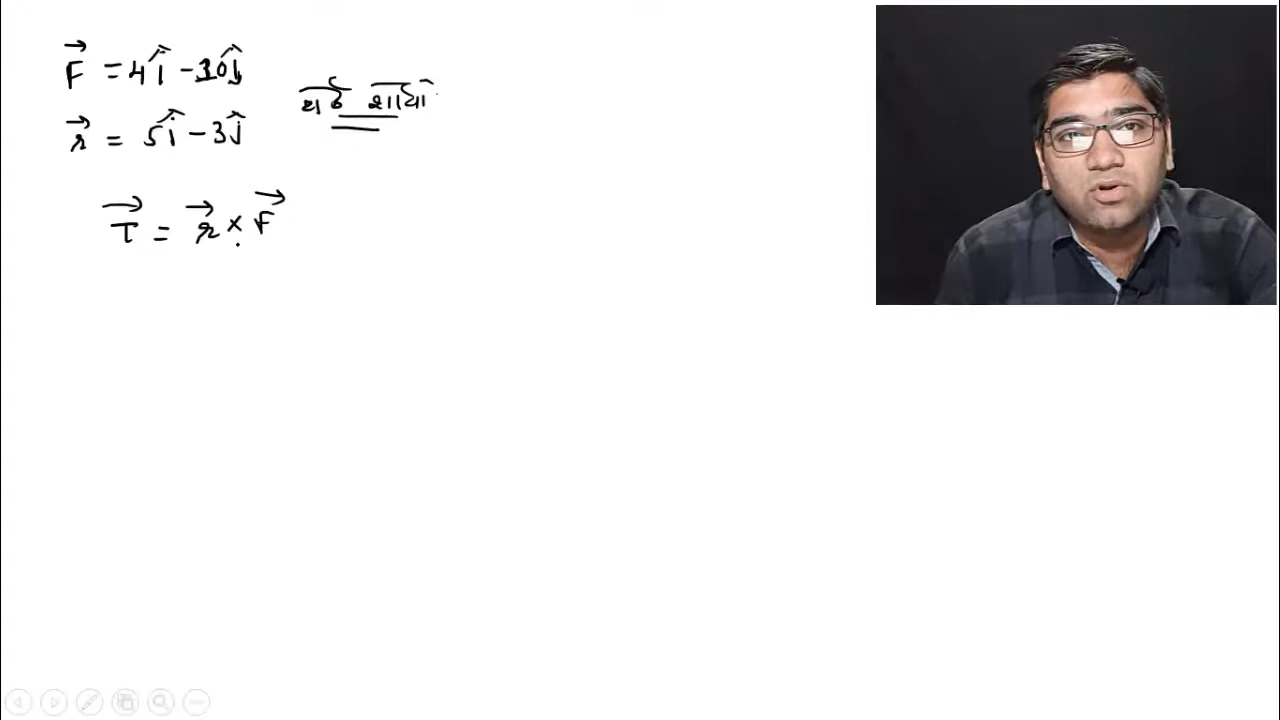 F⃗ = 4î - 10ĵ
r⃗ = 5î - 3ĵ
τ⃗ = r⃗ × F⃗